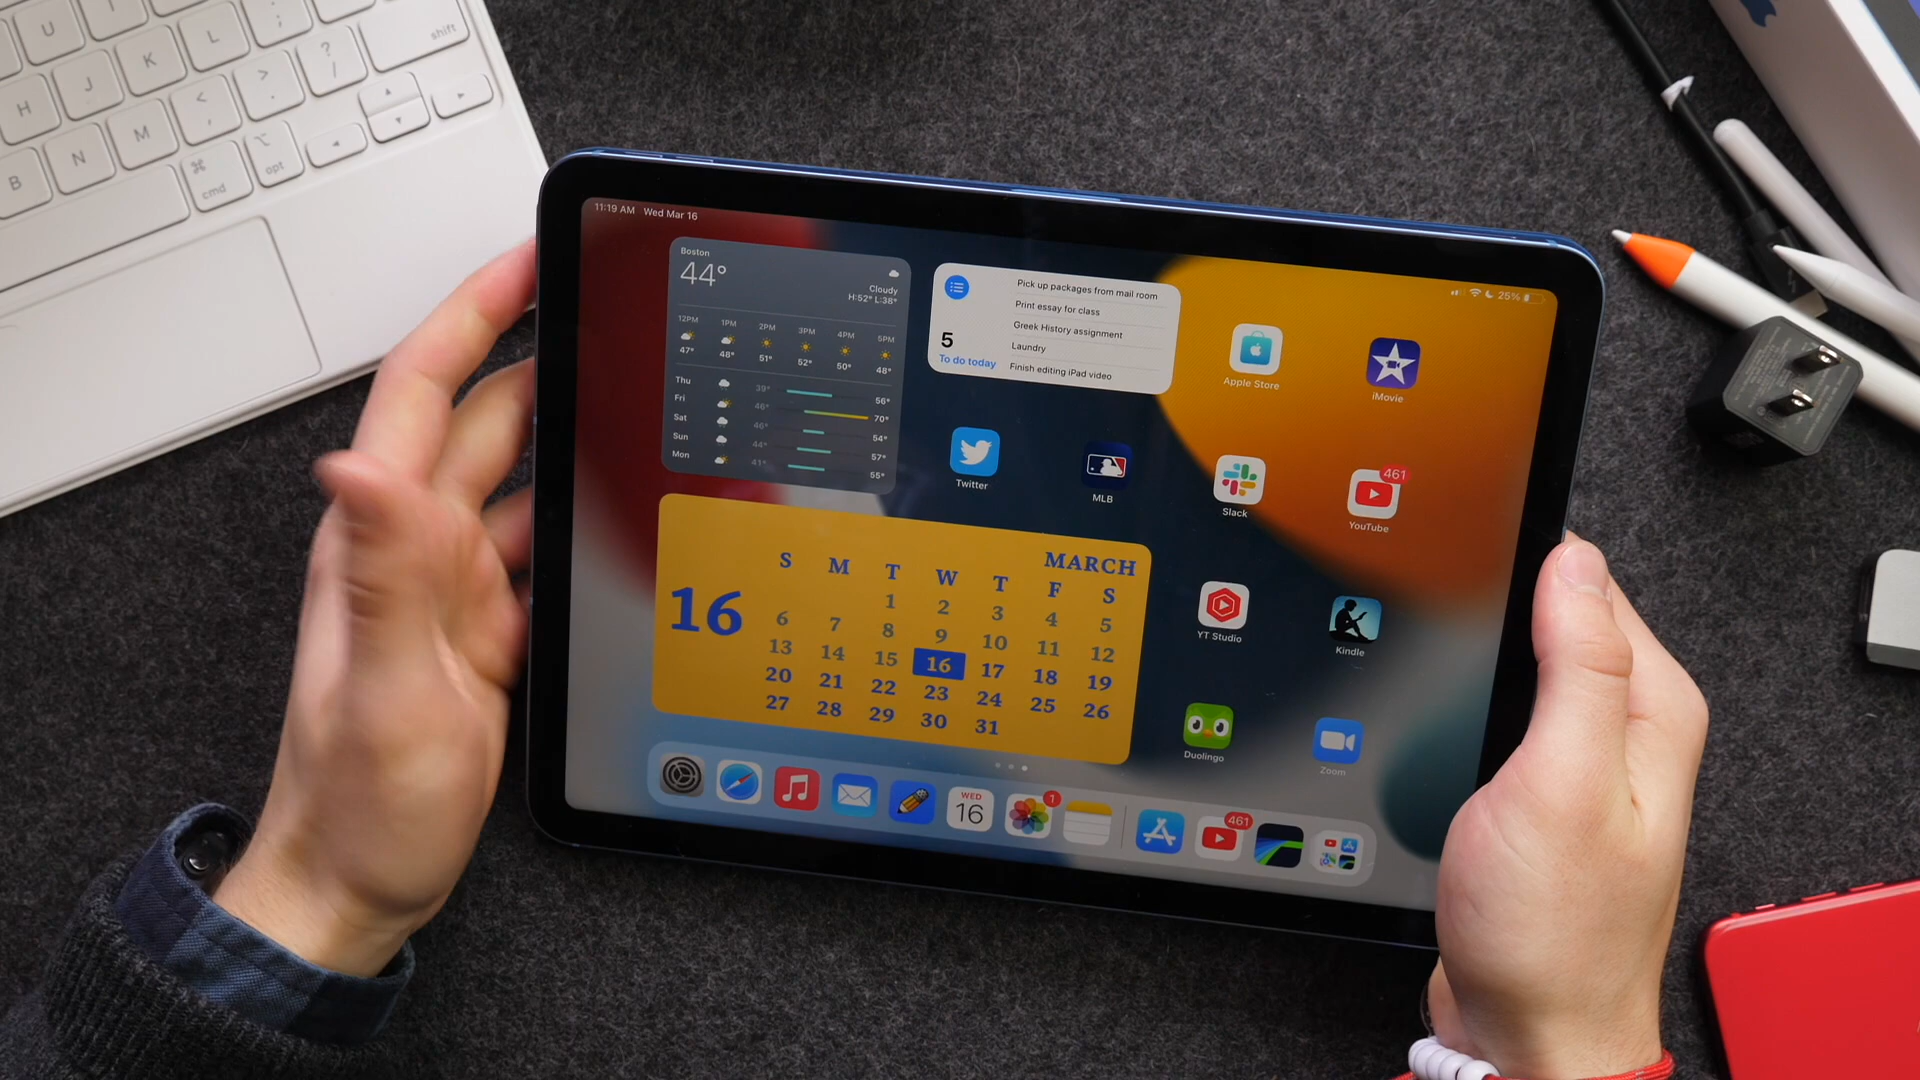 U I O : ;
H J K L ? / shift
B N M < , > .
⌘ cmd ⌥ opt
11:19 AM Wed Mar 16
25%
Boston
44°
Cloudy
H:52° L:38°
12PM 1PM 2PM 3PM 4PM 5PM
47° 48° 51° 52° 50° 48°
Thu 39° 56°
Fri 46° 70°
Sat 46° 54°
Sun 44° 57°
Mon 41° 55°
5
To do today
Pick up packages from mail room
Print essay for class
Greek History assignment
Laundry
Finish editing iPad video
Apple Store
iMovie
Twitter
MLB
Slack
461
YouTube
MARCH
16
S M T W T F S
1 2 3 4 5
6 7 8 9 10 11 12
13 14 15 16 17 18 19
20 21 22 23 24 25 26
27 28 29 30 31
YT Studio
Kindle
Duolingo
Zoom
WED
16
1
461